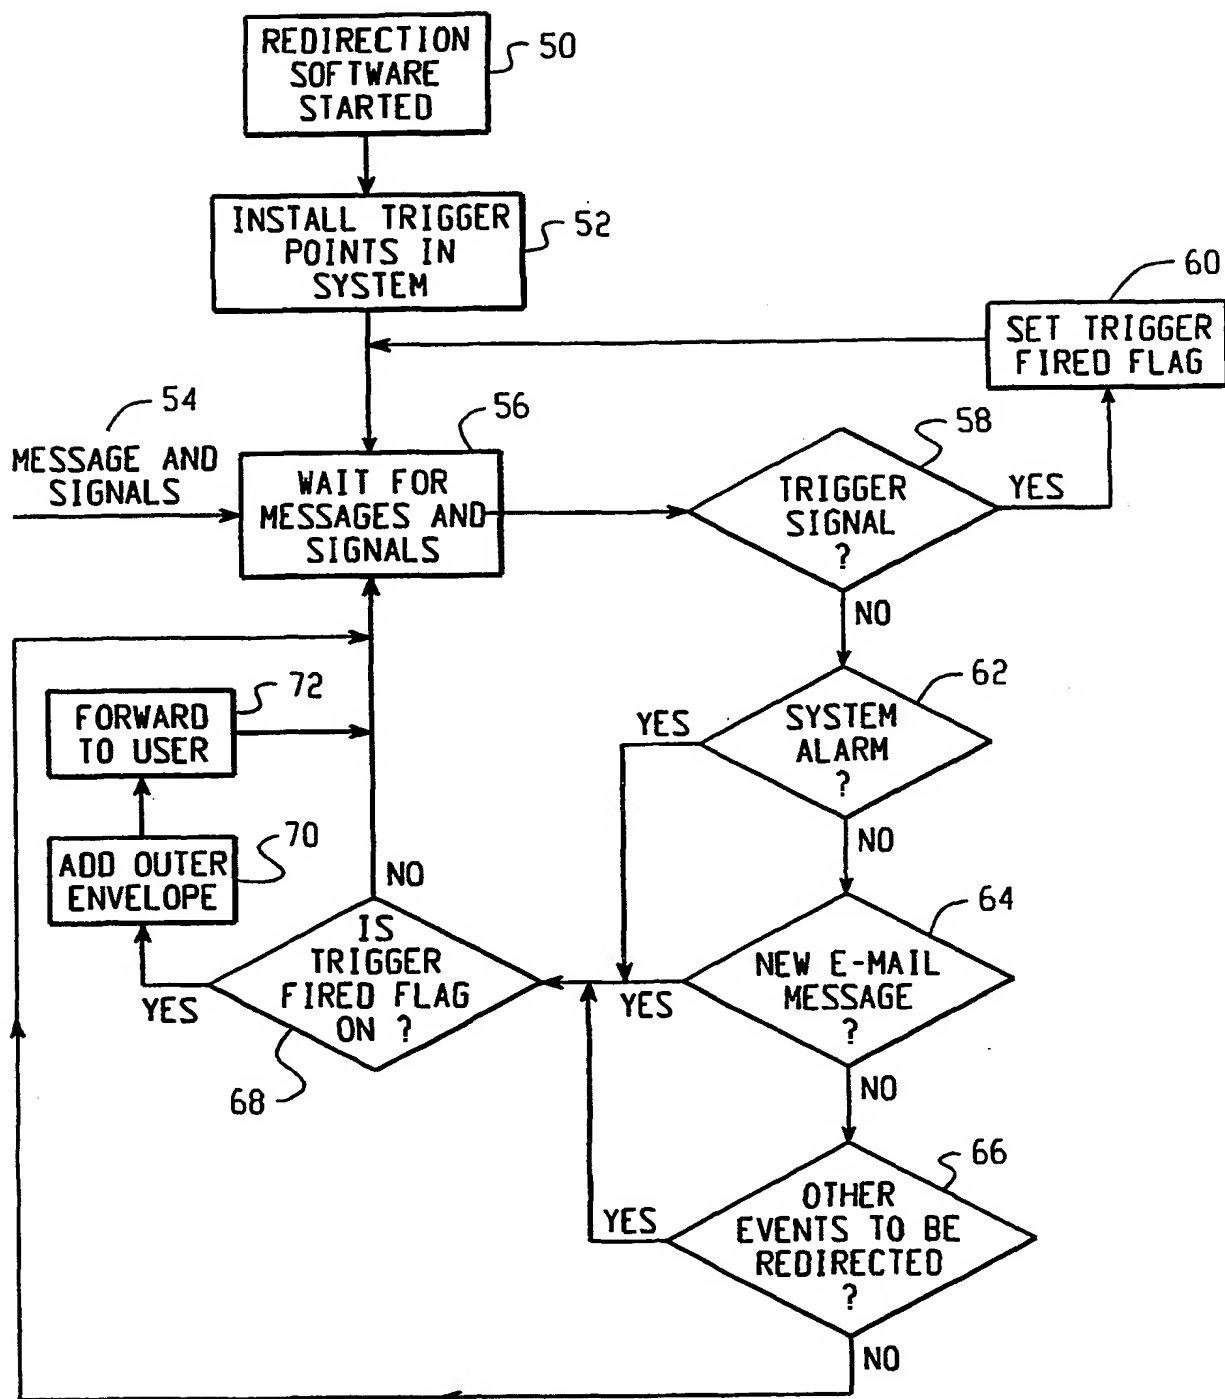 REDIRECTION
SOFTWARE
STARTED
50
INSTALL TRIGGER
POINTS IN
SYSTEM
52
60
SET TRIGGER
FIRED FLAG
54
MESSAGE AND
SIGNALS
56
WAIT FOR
MESSAGES AND
SIGNALS
58
TRIGGER
SIGNAL
?
YES
NO
62
SYSTEM
ALARM
?
YES
NO
72
FORWARD
TO USER
70
ADD OUTER
ENVELOPE
NO
IS
TRIGGER
FIRED FLAG
ON ?
YES
68
64
NEW E-MAIL
MESSAGE
?
YES
NO
66
OTHER
EVENTS TO BE
REDIRECTED
?
YES
NO